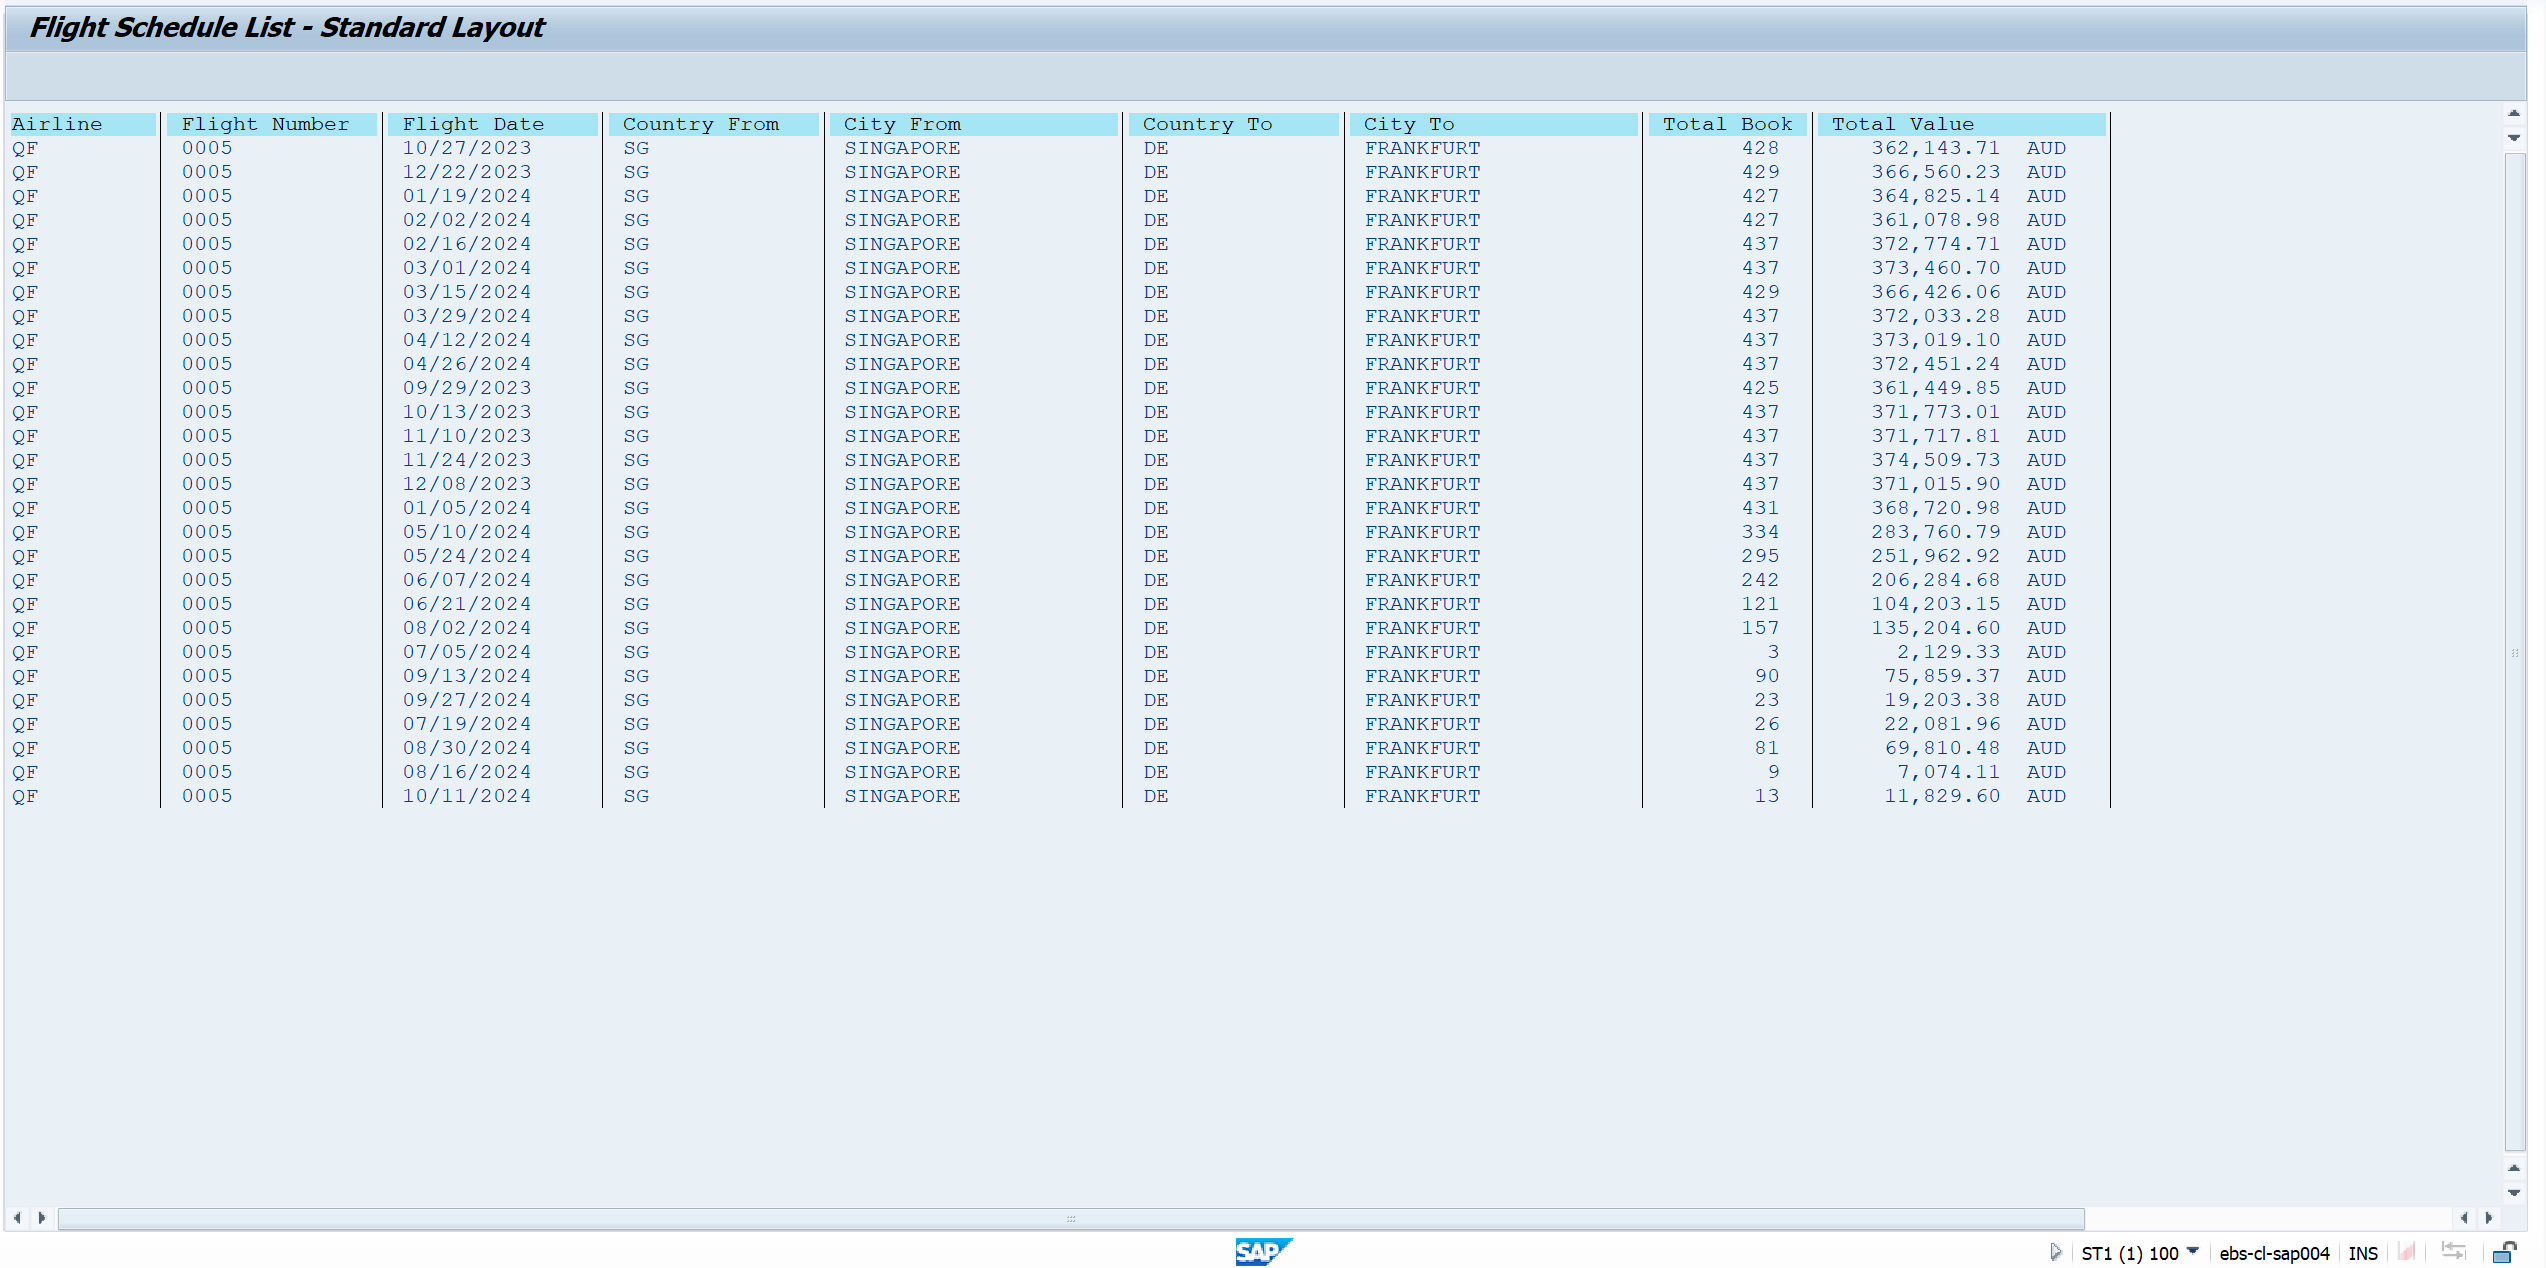 Flight Schedule List - Standard Layout
Airline Flight Number Flight Date Country From City From Country To City To Total Book Total Value
QF 0005 10/27/2023 SG SINGAPORE DE FRANKFURT 428 362,143.71 AUD
QF 0005 12/22/2023 SG SINGAPORE DE FRANKFURT 429 366,560.23 AUD
QF 0005 01/19/2024 SG SINGAPORE DE FRANKFURT 427 364,825.14 AUD
QF 0005 02/02/2024 SG SINGAPORE DE FRANKFURT 427 361,078.98 AUD
QF 0005 02/16/2024 SG SINGAPORE DE FRANKFURT 437 372,774.71 AUD
QF 0005 03/01/2024 SG SINGAPORE DE FRANKFURT 437 373,460.70 AUD
QF 0005 03/15/2024 SG SINGAPORE DE FRANKFURT 429 366,426.06 AUD
QF 0005 03/29/2024 SG SINGAPORE DE FRANKFURT 437 372,033.28 AUD
QF 0005 04/12/2024 SG SINGAPORE DE FRANKFURT 437 373,019.10 AUD
QF 0005 04/26/2024 SG SINGAPORE DE FRANKFURT 437 372,451.24 AUD
QF 0005 09/29/2023 SG SINGAPORE DE FRANKFURT 425 361,449.85 AUD
QF 0005 10/13/2023 SG SINGAPORE DE FRANKFURT 437 371,773.01 AUD
QF 0005 11/10/2023 SG SINGAPORE DE FRANKFURT 437 371,717.81 AUD
QF 0005 11/24/2023 SG SINGAPORE DE FRANKFURT 437 374,509.73 AUD
QF 0005 12/08/2023 SG SINGAPORE DE FRANKFURT 437 371,015.90 AUD
QF 0005 01/05/2024 SG SINGAPORE DE FRANKFURT 431 368,720.98 AUD
QF 0005 05/10/2024 SG SINGAPORE DE FRANKFURT 334 283,760.79 AUD
QF 0005 05/24/2024 SG SINGAPORE DE FRANKFURT 295 251,962.92 AUD
QF 0005 06/07/2024 SG SINGAPORE DE FRANKFURT 242 206,284.68 AUD
QF 0005 06/21/2024 SG SINGAPORE DE FRANKFURT 121 104,203.15 AUD
QF 0005 08/02/2024 SG SINGAPORE DE FRANKFURT 157 135,204.60 AUD
QF 0005 07/05/2024 SG SINGAPORE DE FRANKFURT 3 2,129.33 AUD
QF 0005 09/13/2024 SG SINGAPORE DE FRANKFURT 90 75,859.37 AUD
QF 0005 09/27/2024 SG SINGAPORE DE FRANKFURT 23 19,203.38 AUD
QF 0005 07/19/2024 SG SINGAPORE DE FRANKFURT 26 22,081.96 AUD
QF 0005 08/30/2024 SG SINGAPORE DE FRANKFURT 81 69,810.48 AUD
QF 0005 08/16/2024 SG SINGAPORE DE FRANKFURT 9 7,074.11 AUD
QF 0005 10/11/2024 SG SINGAPORE DE FRANKFURT 13 11,829.60 AUD
SAP ST1 (1) 100 ebs-cl-sap004 INS